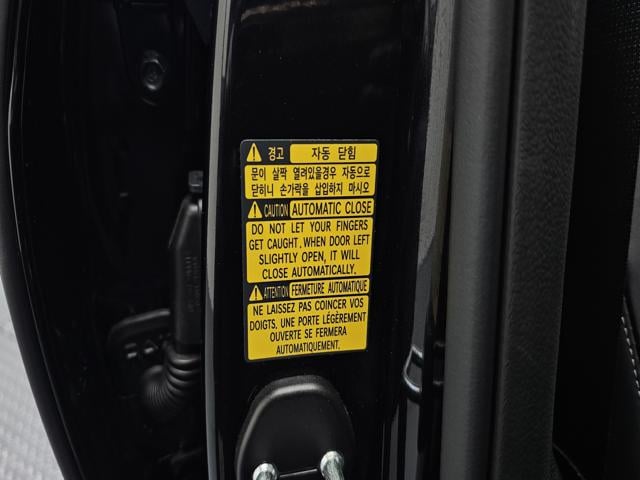 경고 자동 닫힘
문이 살짝 열려있을경우 자동으로
닫히니 손가락을 삽입하지 마시오
CAUTION AUTOMATIC CLOSE
DO NOT LET YOUR FINGERS
GET CAUGHT. WHEN DOOR LEFT
SLIGHTLY OPEN, IT WILL
CLOSE AUTOMATICALLY.
ATTENTION FERMETURE AUTOMATIQUE
NE LAISSEZ PAS COINCER VOS
DOIGTS, UNE PORTE LÉGÈREMENT
OUVERTE SE FERMERA
AUTOMATIQUEMENT.